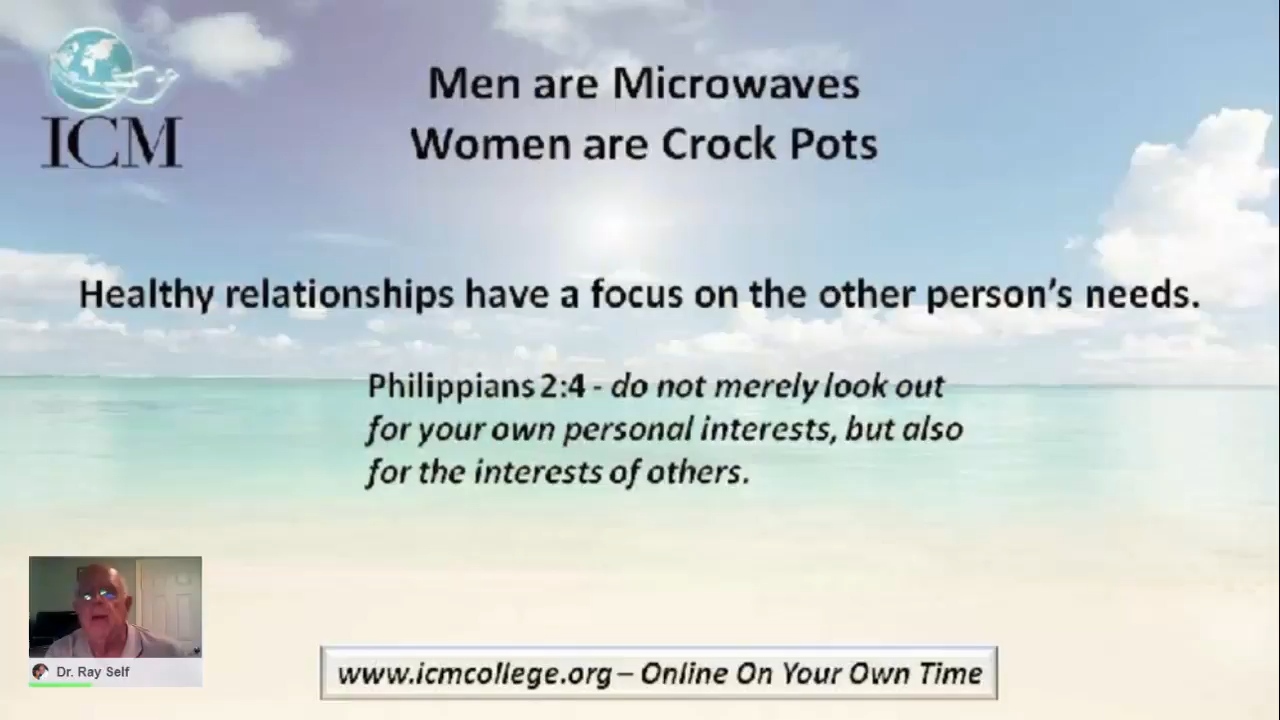 ICM
Men are Microwaves
Women are Crock Pots
Healthy relationships have a focus on the other person's needs.
Philippians 2:4 - do not merely look out
for your own personal interests, but also
for the interests of others.
Dr. Ray Self
www.icmcollege.org – Online On Your Own Time